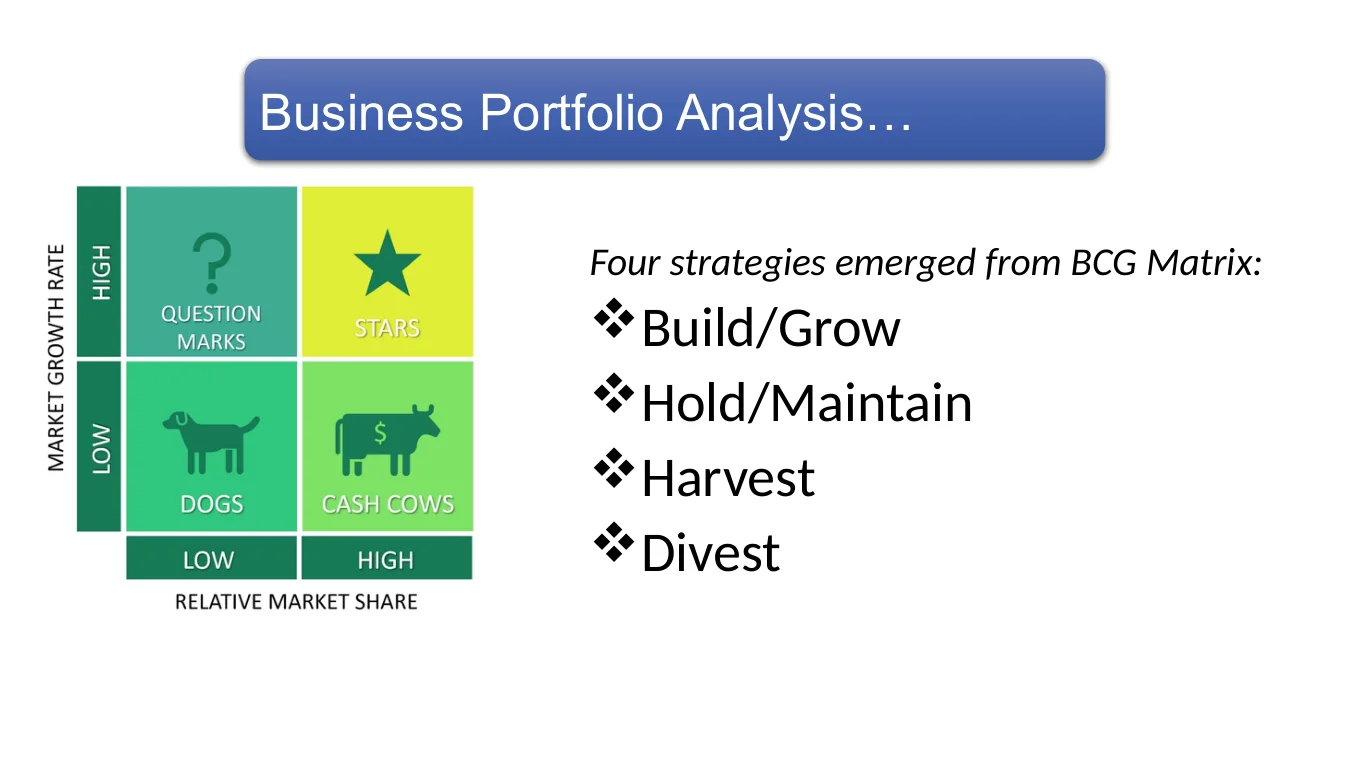 Business Portfolio Analysis…
MARKET GROWTH RATE
HIGH
LOW
?
QUESTION
MARKS
STARS
DOGS
$
CASH COWS
LOW
HIGH
RELATIVE MARKET SHARE
Four strategies emerged from BCG Matrix:
❖Build/Grow
❖Hold/Maintain
❖Harvest
❖Divest